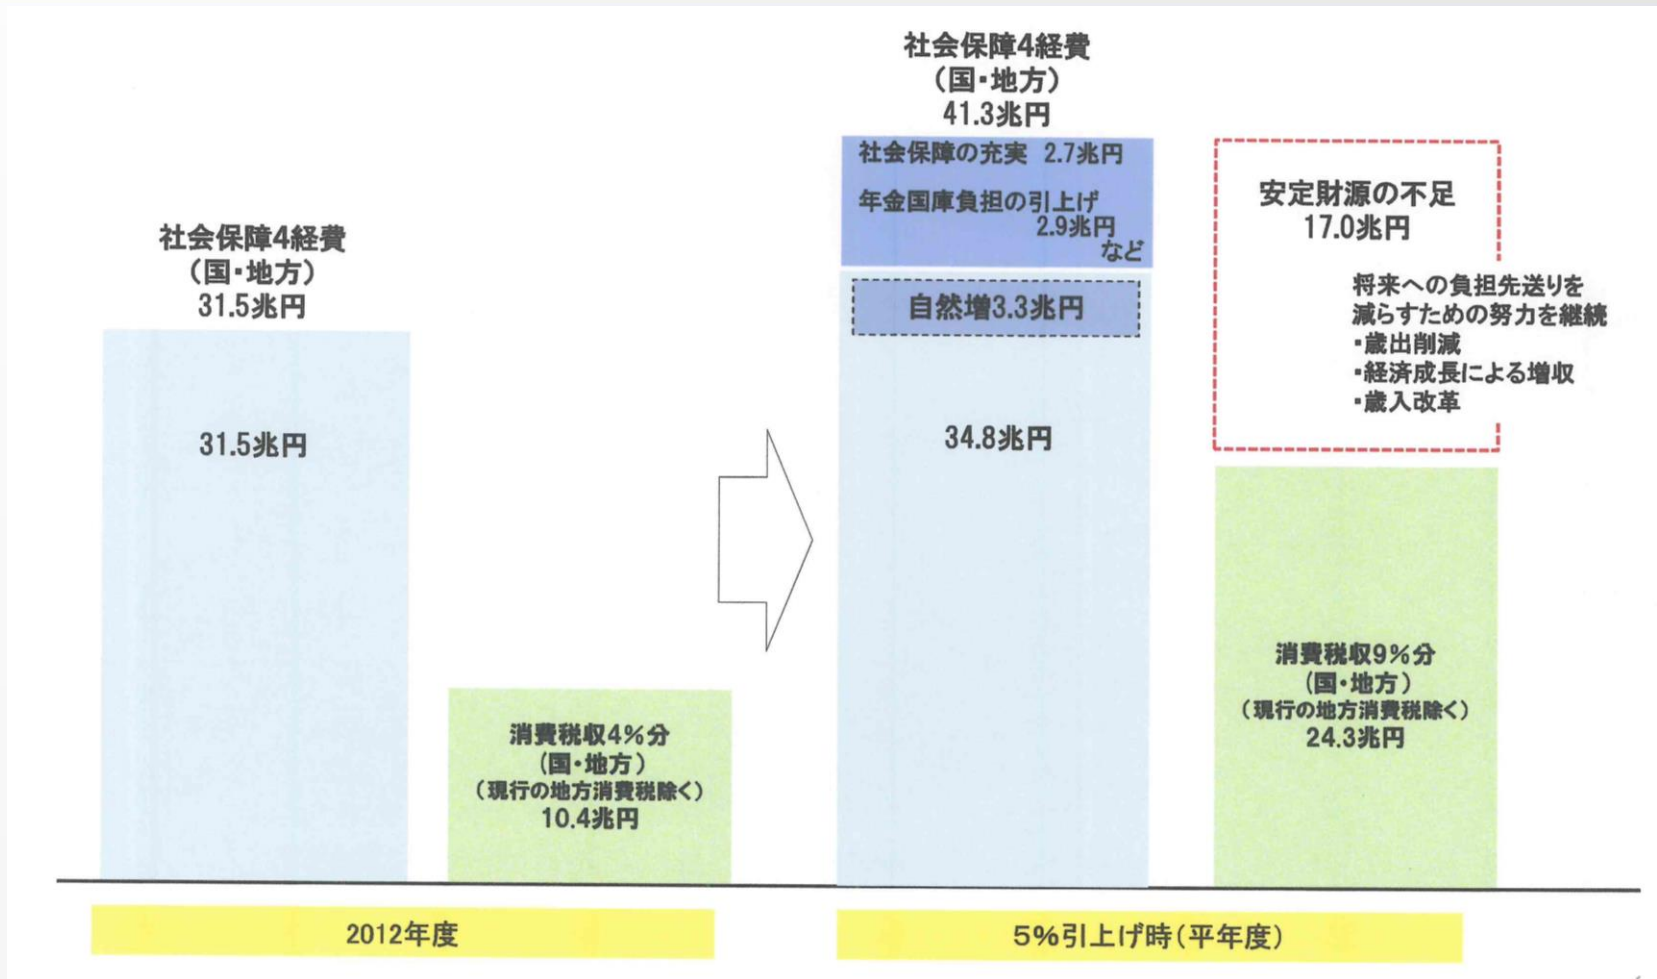 社会保障4経費
(国・地方)
31.5兆円
31.5兆円
消費税収4%分
(国・地方)
(現行の地方消費税除く)
10.4兆円
2012年度
社会保障4経費
(国・地方)
41.3兆円
社会保障の充実 2.7兆円
年金国庫負担の引上げ
2.9兆円
など
自然増3.3兆円
34.8兆円
安定財源の不足
17.0兆円
将来への負担先送りを
減らすための努力を継続
・歳出削減
・経済成長による増収
・歳入改革
消費税収9%分
(国・地方)
(現行の地方消費税除く)
24.3兆円
5%引上げ時(平年度)